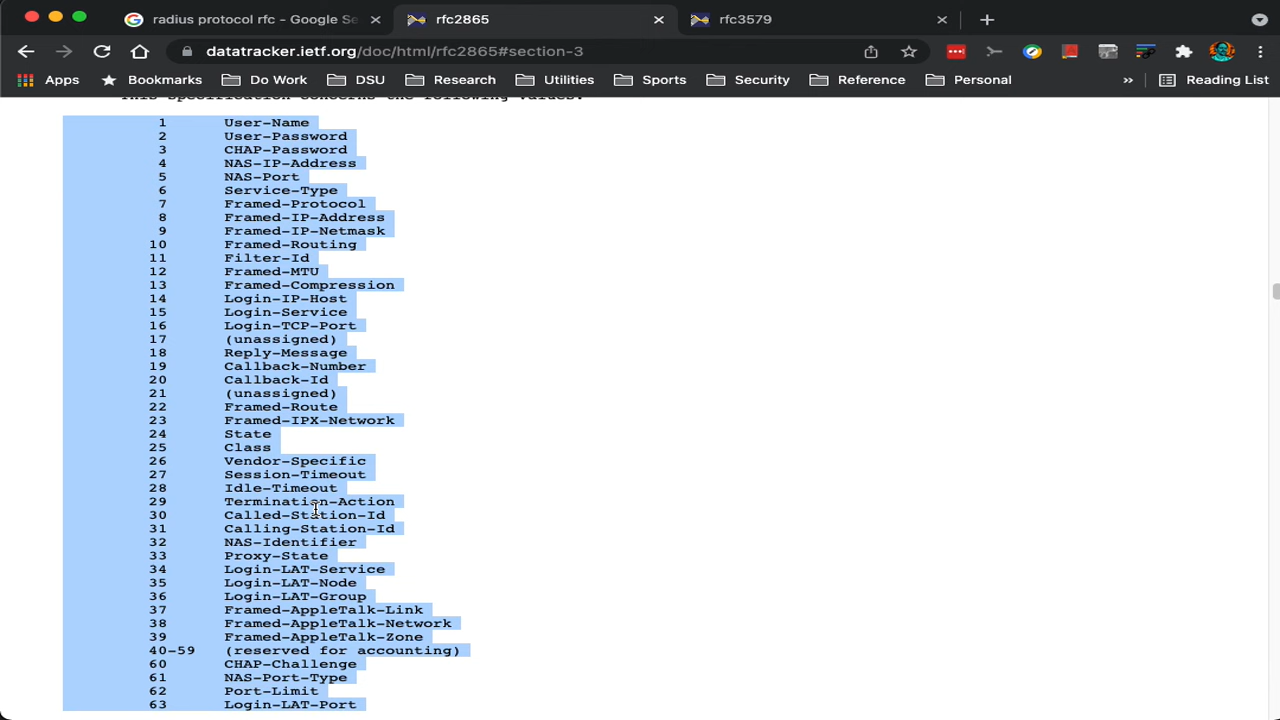 radius protocol rfc - Google Se
rfc2865
rfc3579
datatracker.ietf.org/doc/html/rfc2865#section-3
Apps
Bookmarks
Do Work
DSU
Research
Utilities
Sports
Security
Reference
Personal
»
Reading List
This specification concerns the following values:
1 User-Name
2 User-Password
3 CHAP-Password
4 NAS-IP-Address
5 NAS-Port
6 Service-Type
7 Framed-Protocol
8 Framed-IP-Address
9 Framed-IP-Netmask
10 Framed-Routing
11 Filter-Id
12 Framed-MTU
13 Framed-Compression
14 Login-IP-Host
15 Login-Service
16 Login-TCP-Port
17 (unassigned)
18 Reply-Message
19 Callback-Number
20 Callback-Id
21 (unassigned)
22 Framed-Route
23 Framed-IPX-Network
24 State
25 Class
26 Vendor-Specific
27 Session-Timeout
28 Idle-Timeout
29 Termination-Action
30 Called-Station-Id
31 Calling-Station-Id
32 NAS-Identifier
33 Proxy-State
34 Login-LAT-Service
35 Login-LAT-Node
36 Login-LAT-Group
37 Framed-AppleTalk-Link
38 Framed-AppleTalk-Network
39 Framed-AppleTalk-Zone
40-59 (reserved for accounting)
60 CHAP-Challenge
61 NAS-Port-Type
62 Port-Limit
63 Login-LAT-Port